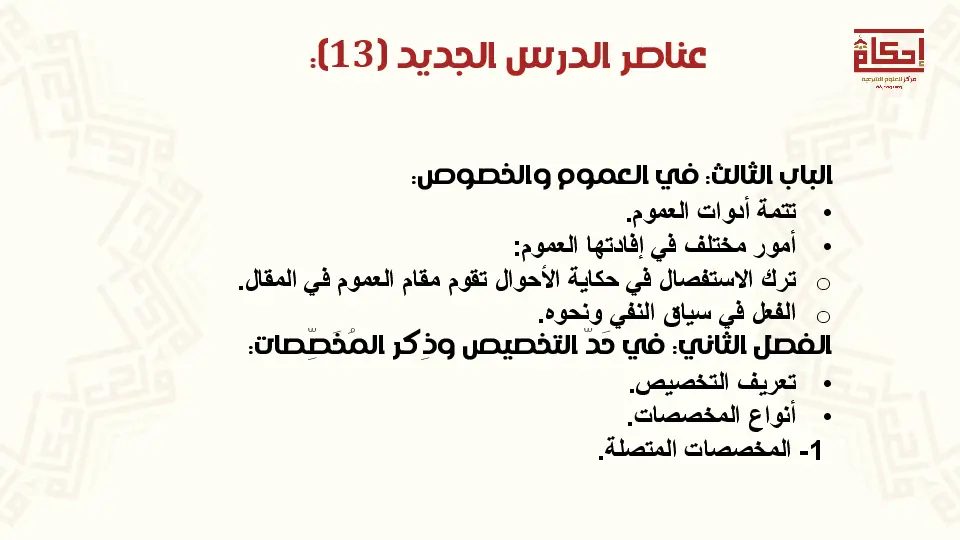 عناصر الدرس الجديد (13):
إحكام
مركز للعلوم الشرعية
الباب الثالث: في العموم والخصوص:
• تتمة أدوات العموم.
• أمور مختلف في إفادتها العموم:
o ترك الاستفصال في حكاية الأحوال تقوم مقام العموم في المقال.
o الفعل في سياق النفي ونحوه.
الفصل الثاني: في حَدّ التخصيص وذِكر المُخَصِّصات:
• تعريف التخصيص.
• أنواع المخصصات.
1- المخصصات المتصلة.